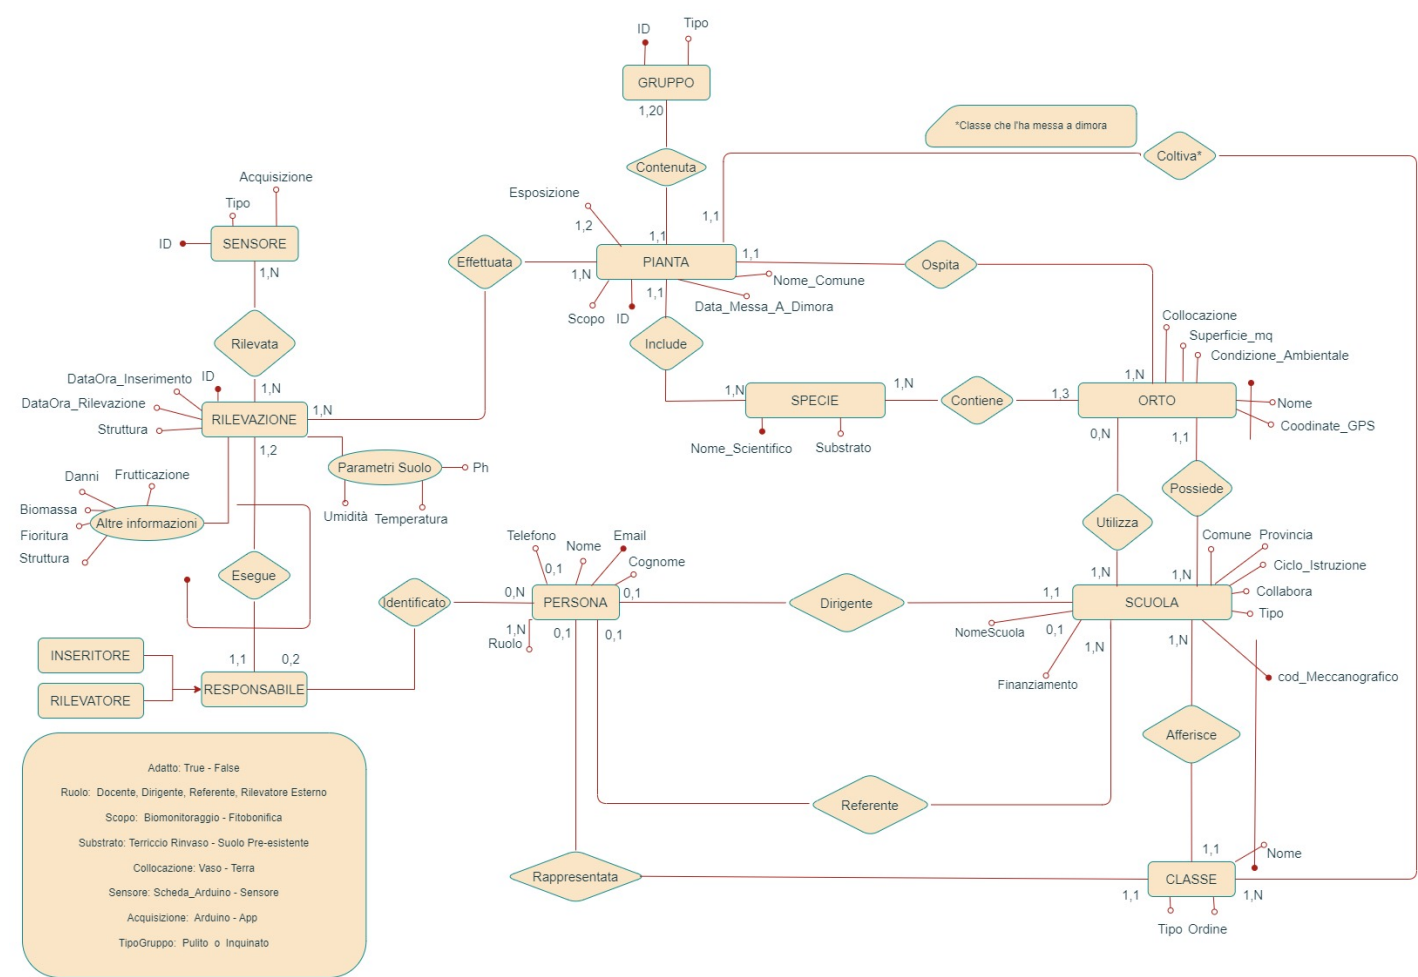 ID
Tipo
GRUPPO
1,20
*Classe che l'ha messa a dimora
Contenuta
Coltiva*
Acquisizione
Tipo
ID
SENSORE
1,N
Esposizione
1,2
1,1
1,1
Effettuata
1,N
PIANTA
1,1
1,1
Ospita
Nome_Comune
Data_Messa_A_Dimora
Scopo
ID
Include
Rilevata
Collocazione
Superficie_mq
Condizione_Ambientale
ID
DataOra_Inserimento
DataOra_Rilevazione
Struttura
1,N
RILEVAZIONE
1,N
1,2
1,N
SPECIE
1,N
Contiene
1,3
1,N
ORTO
Nome
Coodinate_GPS
0,N
1,1
Nome_Scientifico
Substrato
Parametri Suolo
Ph
Umidità
Temperatura
Danni
Frutticazione
Biomassa
Altre informazioni
Fioritura
Struttura
Possiede
Utilizza
Esegue
Telefono
0,1
Nome
Email
Cognome
Comune
Provincia
Ciclo_Istruzione
Collabora
Tipo
Identificato
0,N
PERSONA
0,1
Dirigente
1,1
1,N
1,N
SCUOLA
1,N
Ruolo
0,1
0,1
NomeScuola
0,1
Finanziamento
1,N
1,N
cod_Meccanografico
INSERITORE
RILEVATORE
1,1
0,2
RESPONSABILE
Afferisce
Referente
Adatto: True - False
Ruolo: Docente, Dirigente, Referente, Rilevatore Esterno
Scopo: Biomonitoraggio - Fitobonifica
Substrato: Terriccio Rinvaso - Suolo Pre-esistente
Collocazione: Vaso - Terra
Sensore: Scheda_Arduino - Sensore
Acquisizione: Arduino - App
TipoGruppo: Pulito o Inquinato
Rappresentata
1,1
1,1
CLASSE
Nome
1,N
Tipo
Ordine